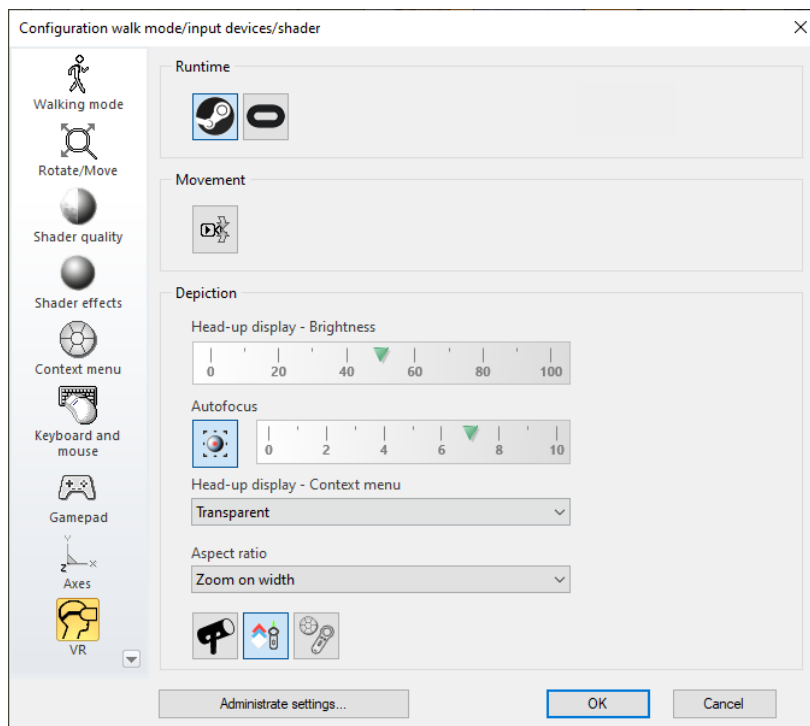 Configuration walk mode/input devices/shader
Walking mode
Rotate/Move
Shader quality
Shader effects
Context menu
Keyboard and
mouse
Gamepad
Y
X
Z
Axes
VR
Runtime
Movement
Depiction
Head-up display - Brightness
0 20 40 60 80 100
Autofocus
0 2 4 6 8 10
Head-up display - Context menu
Transparent
Aspect ratio
Zoom on width
Administrate settings...
OK
Cancel